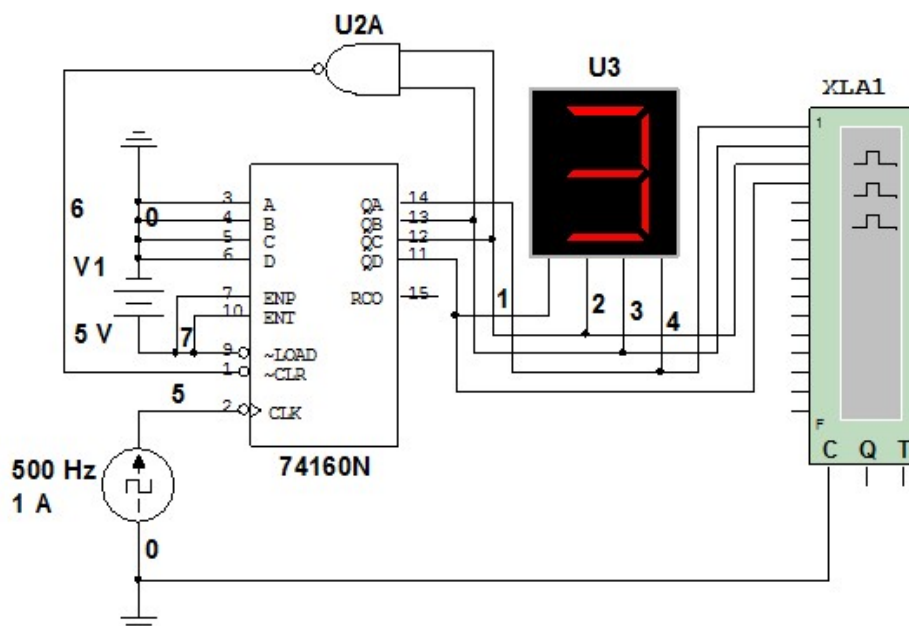 U2A
U3
XLA1
1
6
0
3 A QA 14
4 B QB 13
5 C QC 12
6 D QD 11
V1
7 ENP RCO 15
10 ENT
5 V
7
9 ~LOAD
1 ~CLR
5
2 CLK
74160N
1
2
3
4
3
F
C Q T
500 Hz
1 A
0